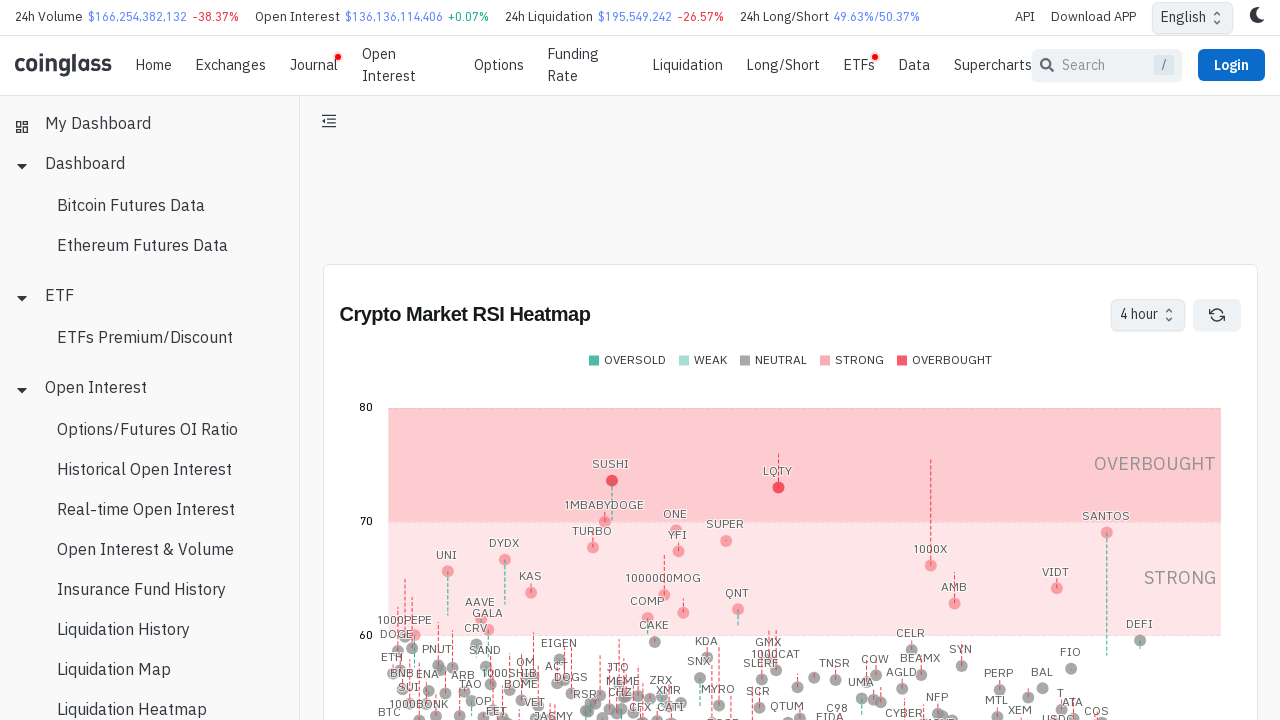 24h Volume $166,254,382,132 -38.37% Open Interest $136,136,114,406 +0.07% 24h Liquidation $195,549,242 -26.57% 24h Long/Short 49.63%/50.37% API Download APP English
coinglass Home Exchanges Journal Open Interest Options Funding Rate Liquidation Long/Short ETFs Data Supercharts Search / Login
My Dashboard
Dashboard
Bitcoin Futures Data
Ethereum Futures Data
ETF
ETFs Premium/Discount
Open Interest
Options/Futures OI Ratio
Historical Open Interest
Real-time Open Interest
Open Interest & Volume
Insurance Fund History
Liquidation History
Liquidation Map
Liquidation Heatmap
Crypto Market RSI Heatmap 4 hour
OVERSOLD WEAK NEUTRAL STRONG OVERBOUGHT
80
OVERBOUGHT
SUSHI LQTY
1MBABYDOGE
70
ONE SUPER SANTOS
TURBO YFI
DYDX
UNI 1000X
STRONG
KAS 1000000MOG VIDT
AMB
QNT
AAVE COMP
GALA
1000PEPE
CRV CAKE DEFI
60
DOGE CELR
EIGEN KDA GMX
PNUT SAND SYN FIO
ETH 1000CAT
OM SNX SLERF TNSR COW BEAMX
ACT JTO
BNB ENA ARB 1000SHIB AGLD PERP BAL
DOGS
SUI TAO BOME MEME ZRX UMA
RSR CHZ XMR MYRO SCR NFP
1000BONK OP VET MTL T ATA
BTC FET CFX CATI QTUM C98 CYBER XEM COS
JASMY